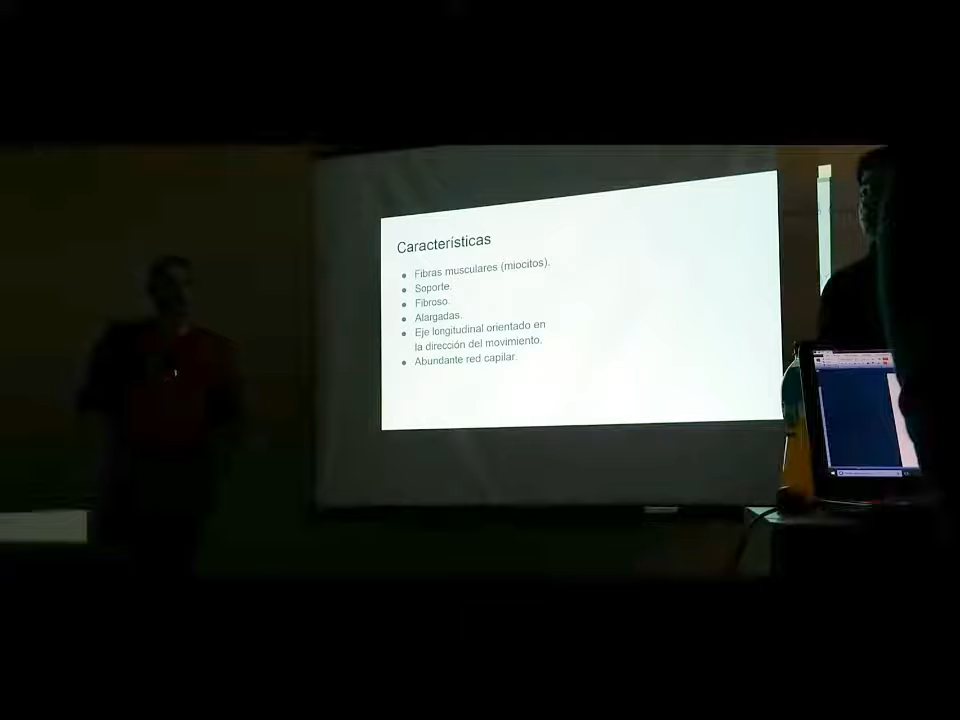 Características
● Fibras musculares (miocitos).
● Soporte.
● Fibroso.
● Alargadas.
● Eje longitudinal orientado en
la dirección del movimiento.
● Abundante red capilar.